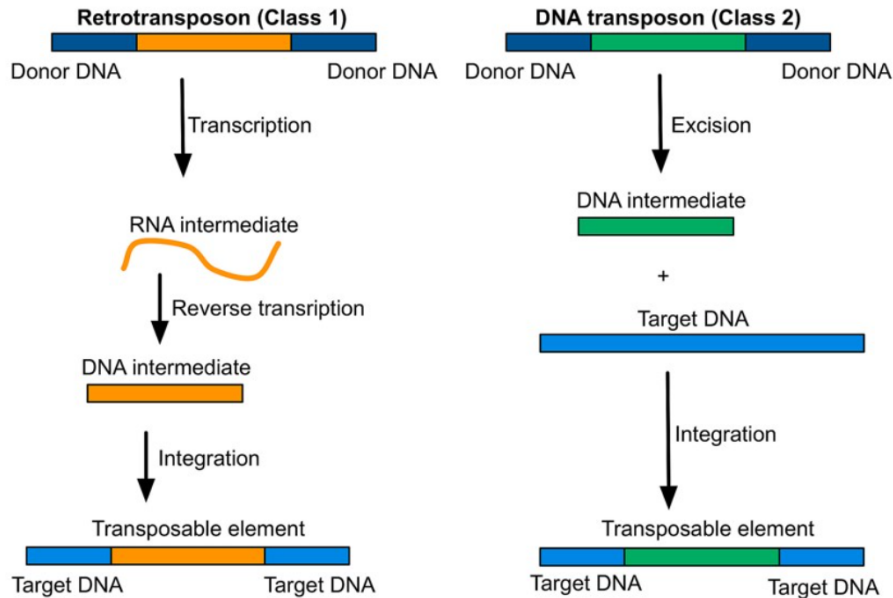 Retrotransposon (Class 1)
Donor DNA
Donor DNA
Transcription
RNA intermediate
Reverse transription
DNA intermediate
Integration
Transposable element
Target DNA
Target DNA
DNA transposon (Class 2)
Donor DNA
Donor DNA
Excision
DNA intermediate
+
Target DNA
Integration
Transposable element
Target DNA
Target DNA